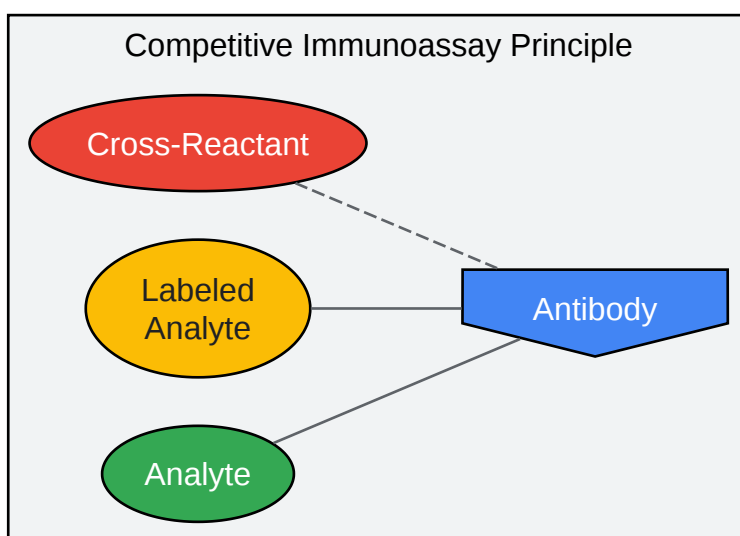 Competitive Immunoassay Principle
Cross-Reactant
Labeled
Analyte
Antibody
Analyte